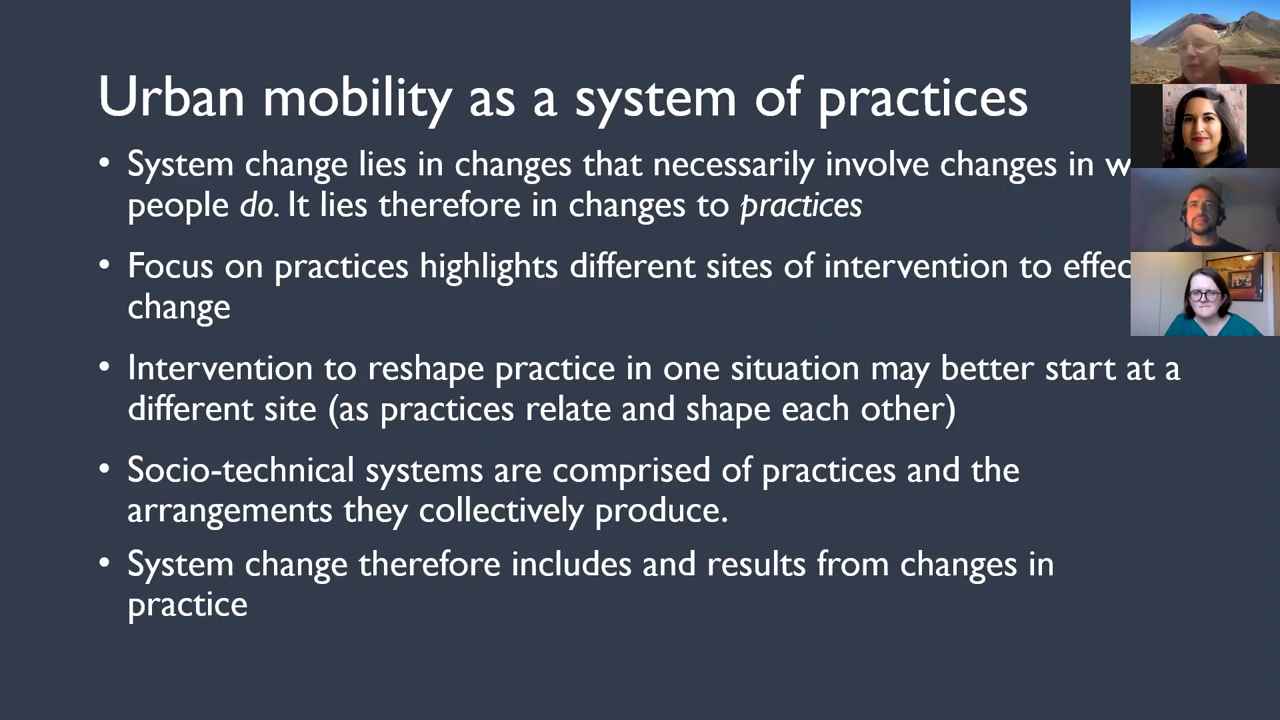 Urban mobility as a system of practices
• System change lies in changes that necessarily involve changes in
people do. It lies therefore in changes to practices
• Focus on practices highlights different sites of intervention to
change
• Intervention to reshape practice in one situation may better start at a
different site (as practices relate and shape each other)
• Socio-technical systems are comprised of practices and the
arrangements they collectively produce.
• System change therefore includes and results from changes in
practice